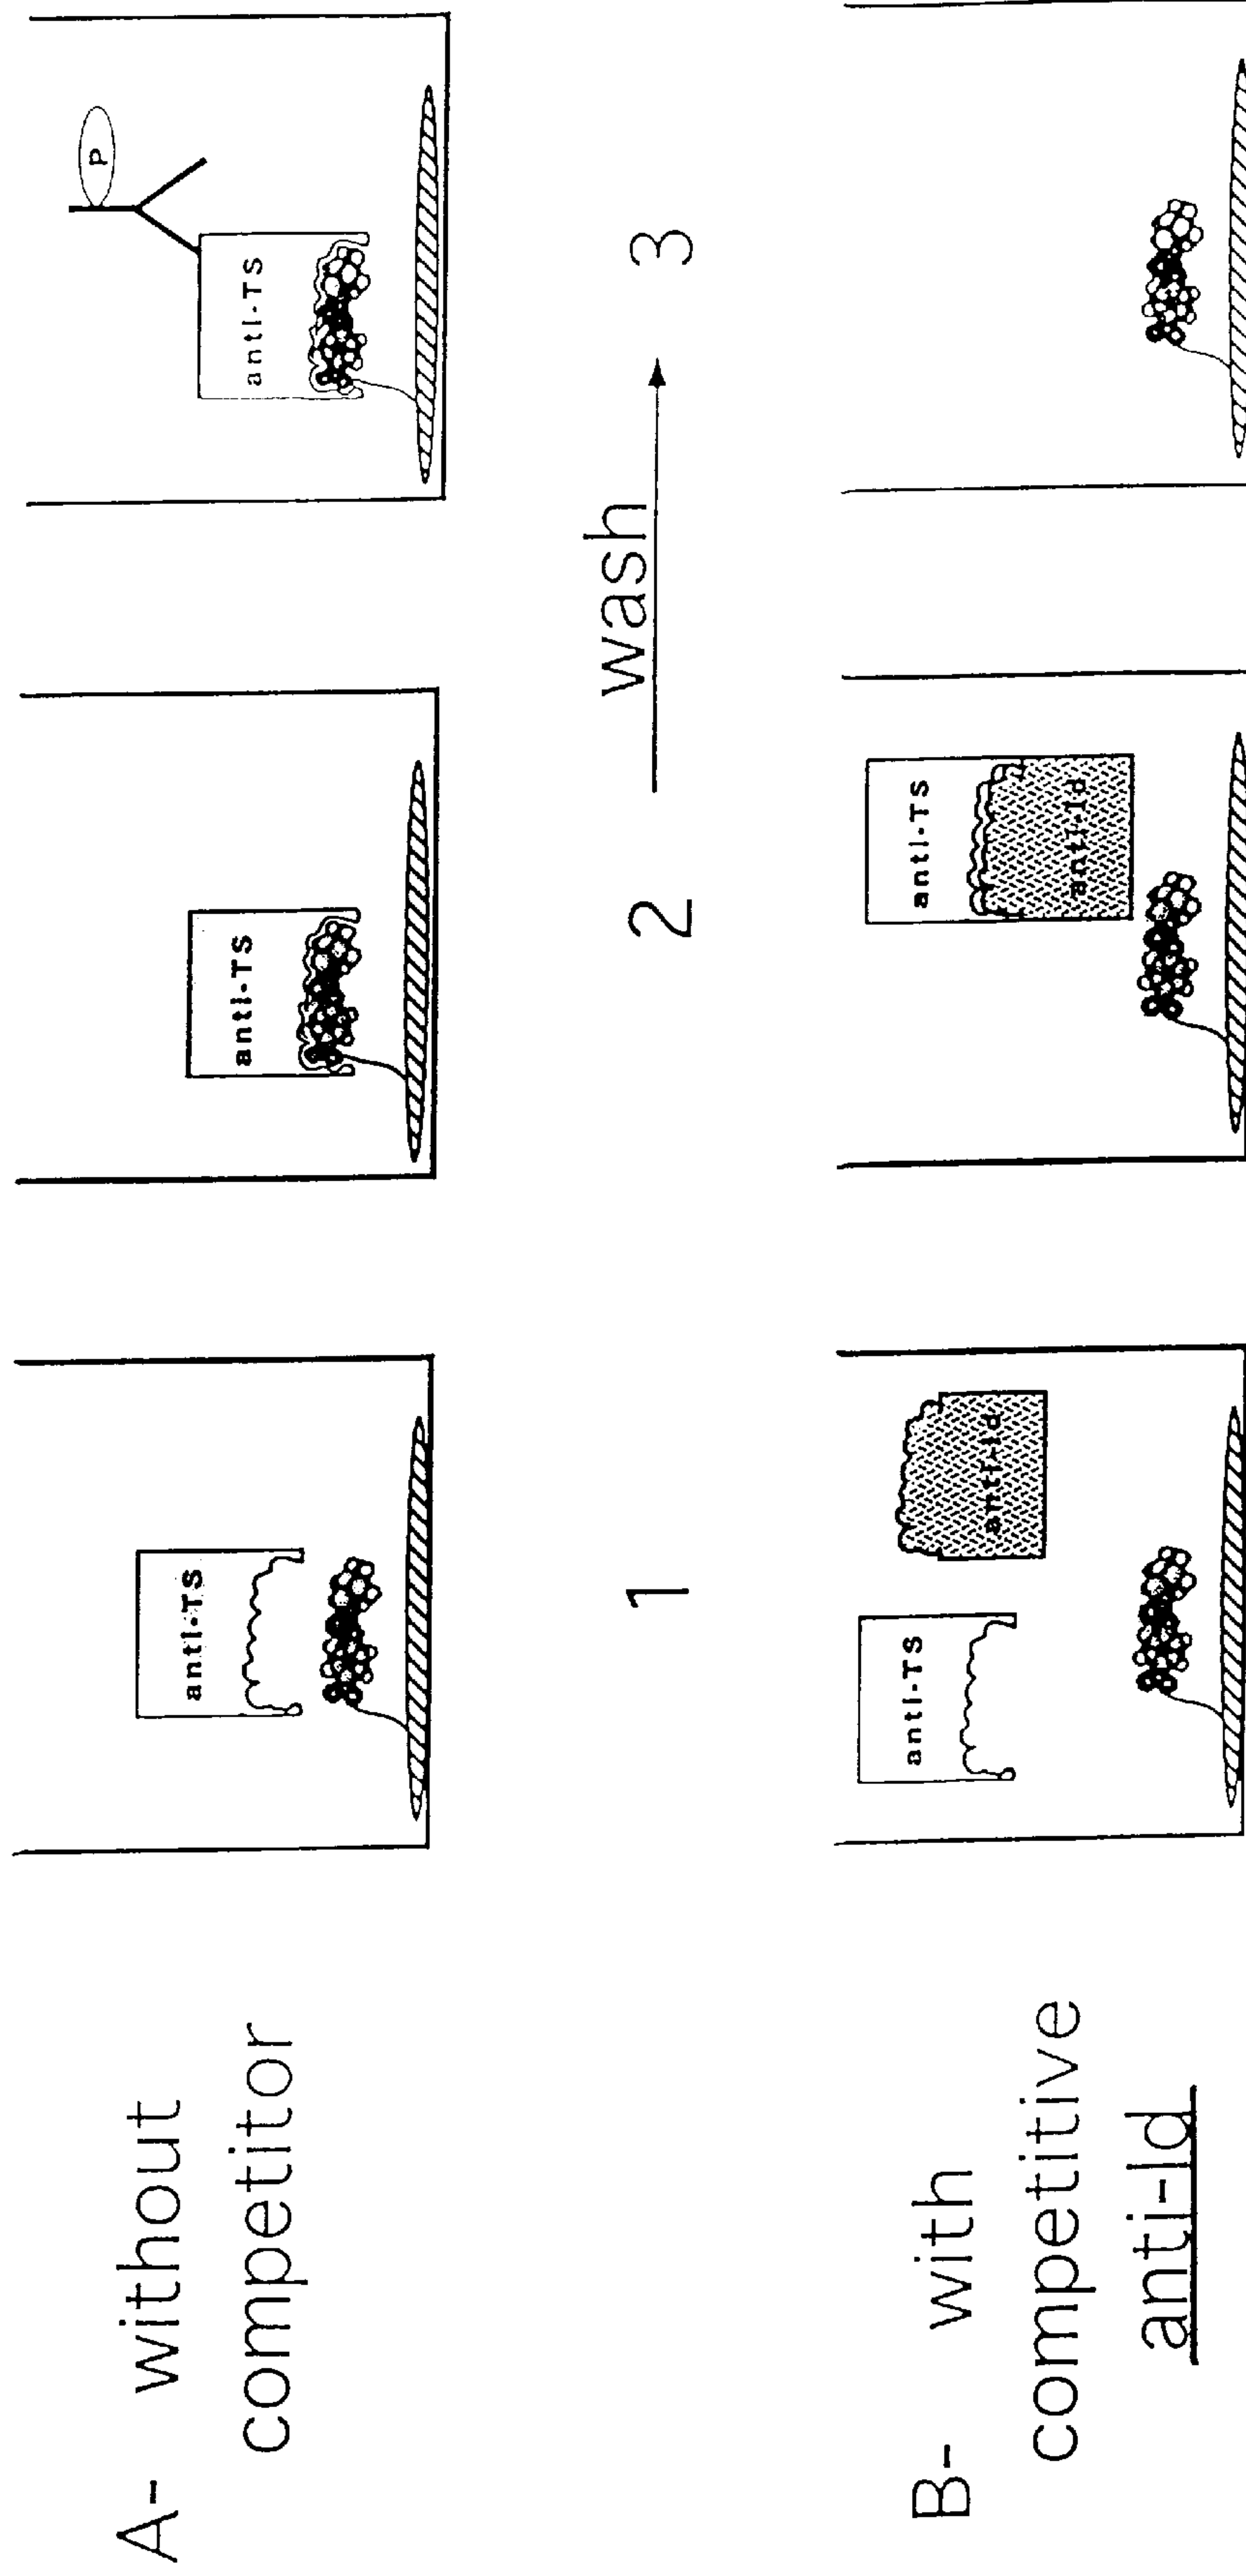 A- without
competitor
anti-TS
anti-TS
anti-TS
P
1
2
wash
3
B- with
competitive
anti-Id
anti-TS
anti-id
anti-TS
anti-Id